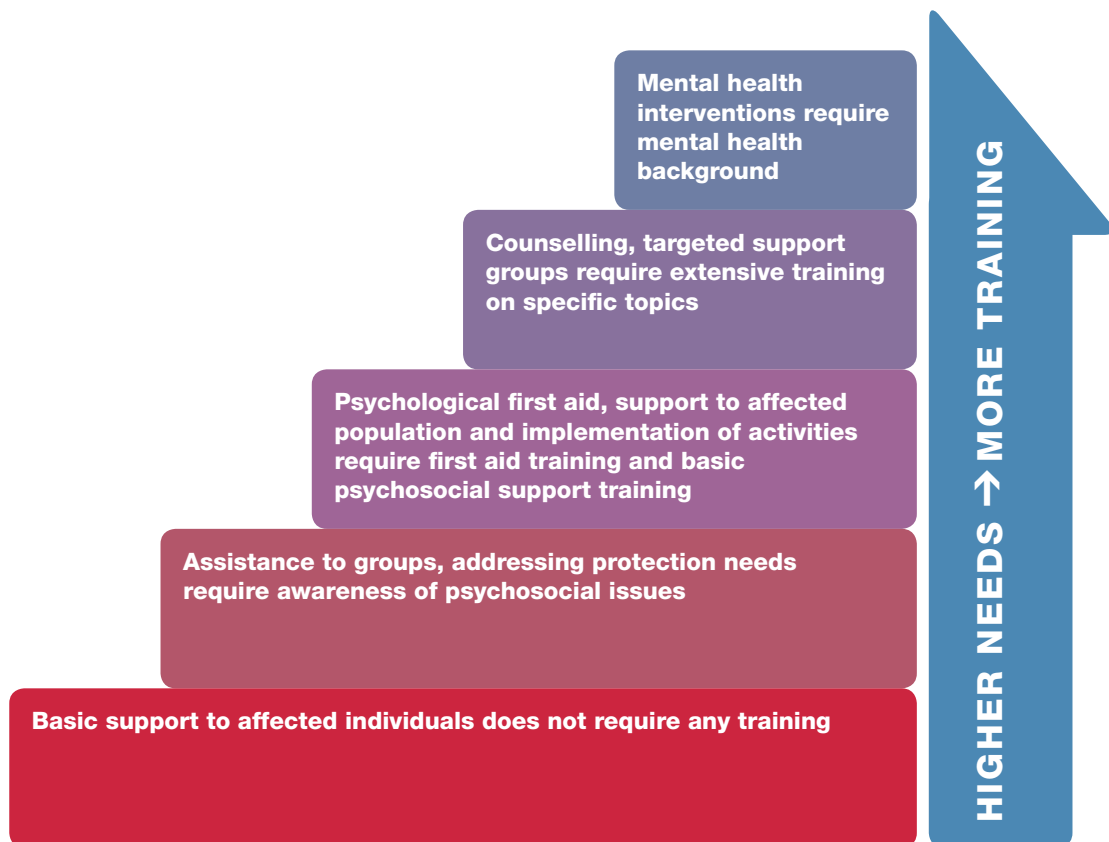 Mental health
interventions require
mental health
background
Counselling, targeted support
groups require extensive training
on specific topics
Psychological first aid, support to affected
population and implementation of activities
require first aid training and basic
psychosocial support training
Assistance to groups, addressing protection needs
require awareness of psychosocial issues
Basic support to affected individuals does not require any training
HIGHER NEEDS → MORE TRAINING